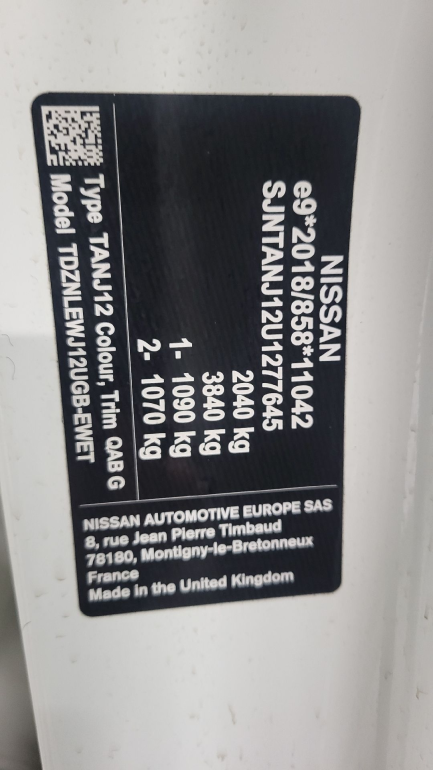 NISSAN
e9*2018/858*11042
SJNTANJ12U1277645
2040 kg
3840 kg
1- 1090 kg
2- 1070 kg
Type TANJ12 Colour, Trim QAB G
Model TDZNLEWJ12UGB-EWET
NISSAN AUTOMOTIVE EUROPE SAS
8, rue Jean Pierre Timbaud
78180, Montigny-le-Bretonneux
France
Made in the United Kingdom